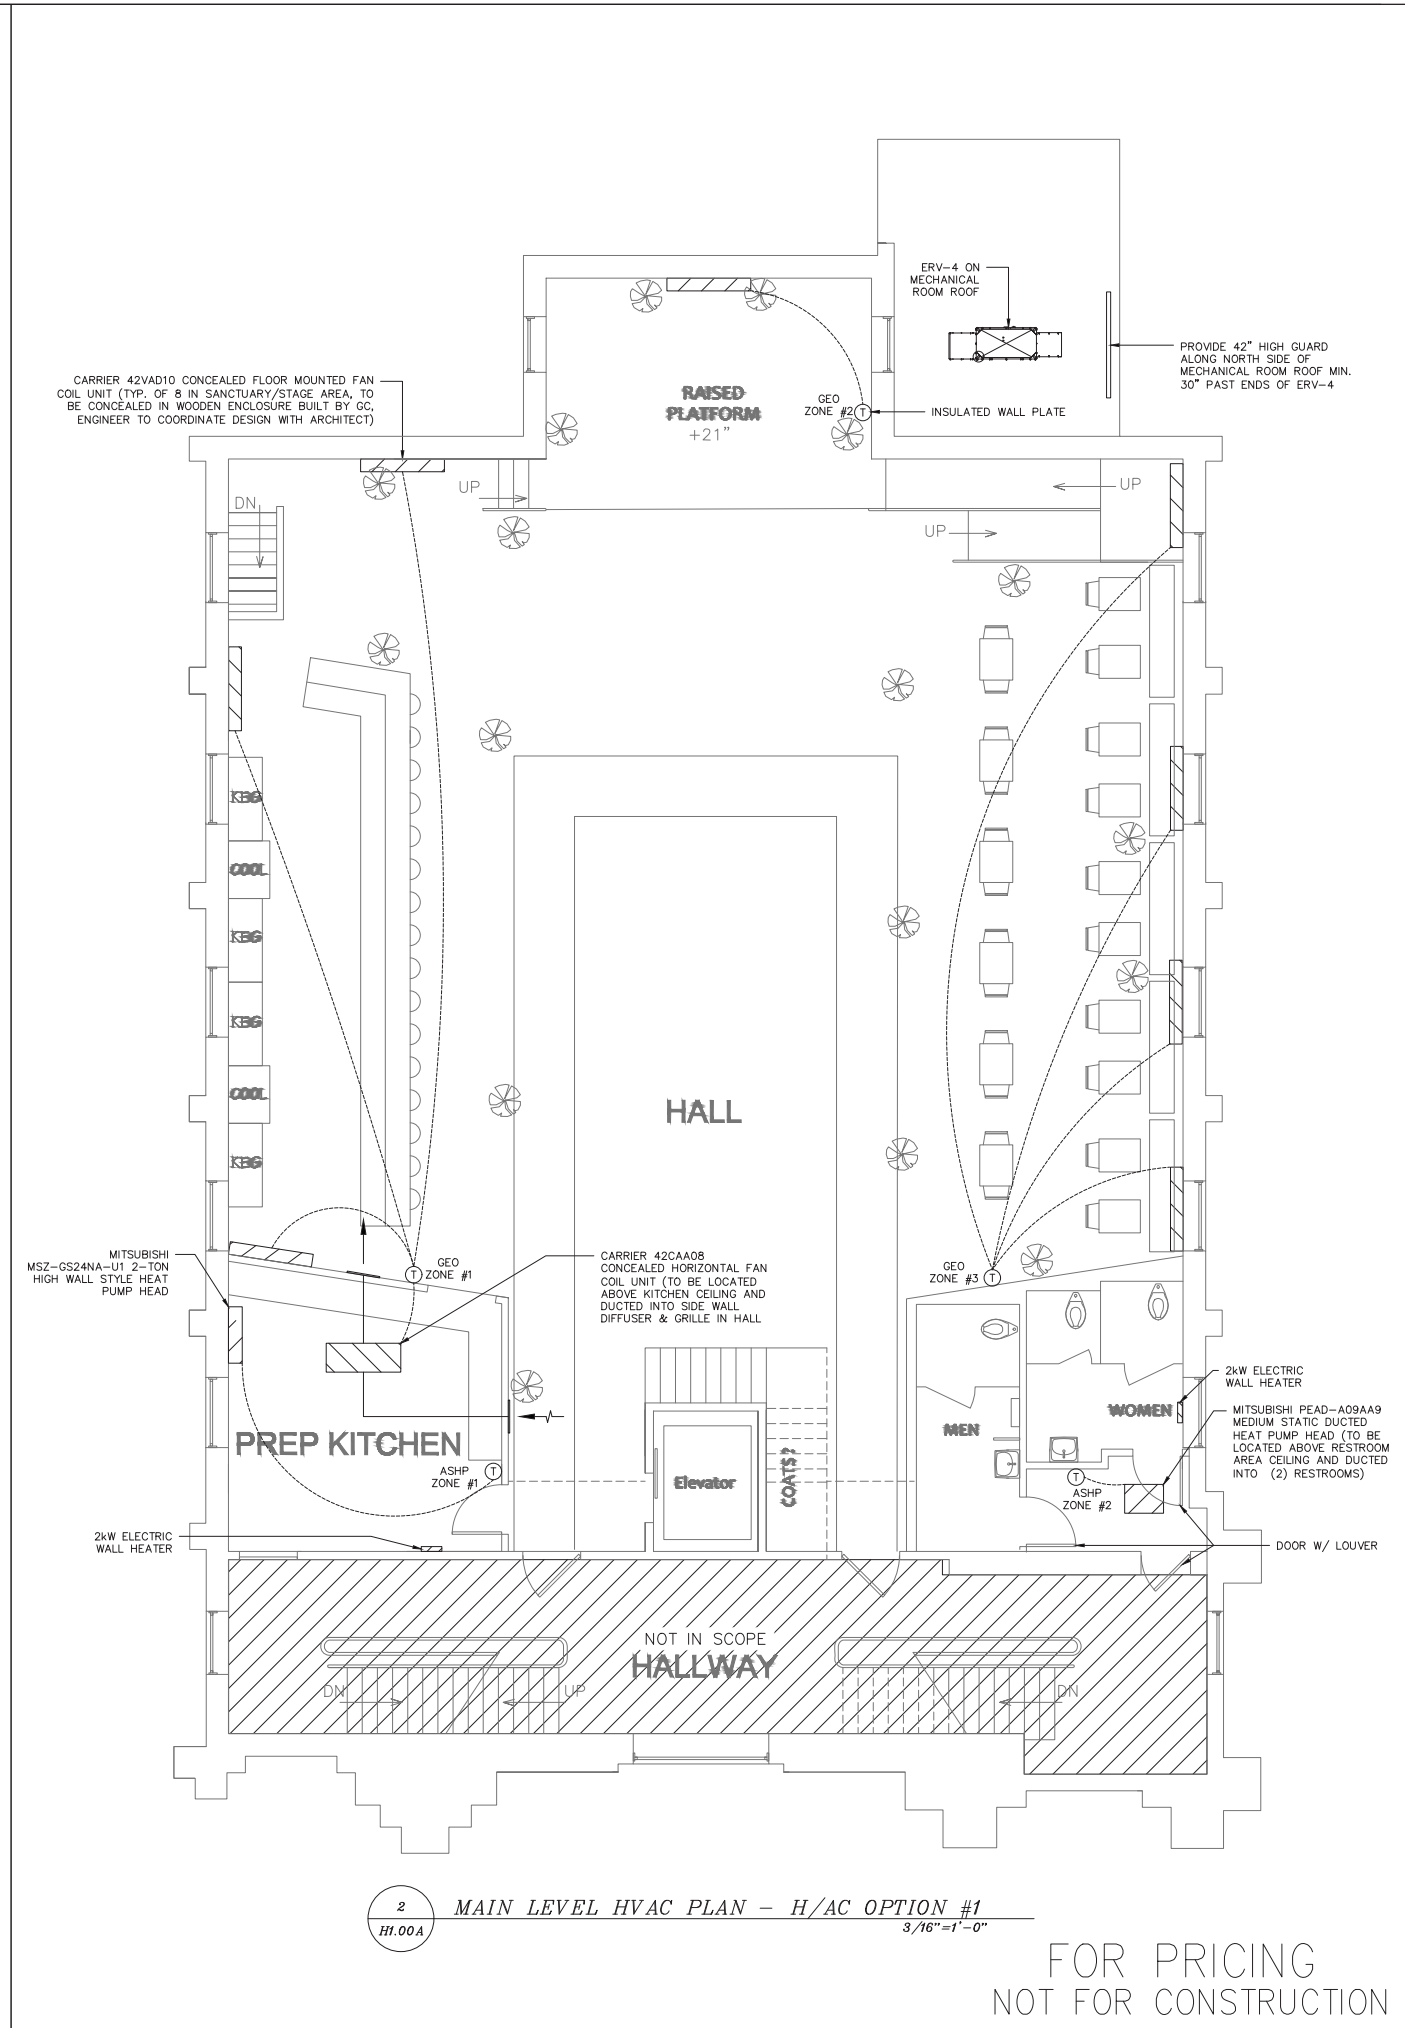 ERV-4 ON
MECHANICAL
ROOM ROOF
PROVIDE 42" HIGH GUARD
ALONG NORTH SIDE OF
MECHANICAL ROOM ROOF MIN.
30" PAST ENDS OF ERV-4
CARRIER 42VAD10 CONCEALED FLOOR MOUNTED FAN
COIL UNIT (TYP. OF 8 IN SANCTUARY/STAGE AREA, TO
BE CONCEALED IN WOODEN ENCLOSURE BUILT BY GC,
ENGINEER TO COORDINATE DESIGN WITH ARCHITECT)
RAISED
PLATFORM
+21"
GEO
ZONE #2
T
INSULATED WALL PLATE
UP
UP
DN
UP
KEG
COOL
KEG
KEG
COOL
KEG
HALL
MITSUBISHI
MSZ-GS24NA-U1 2-TON
HIGH WALL STYLE HEAT
PUMP HEAD
T
GEO
ZONE #1
CARRIER 42CAA08
CONCEALED HORIZONTAL FAN
COIL UNIT (TO BE LOCATED
ABOVE KITCHEN CEILING AND
DUCTED INTO SIDE WALL
DIFFUSER & GRILLE IN HALL
GEO
ZONE #3
T
2kW ELECTRIC
WALL HEATER
MITSUBISHI PEAD-A09AA9
MEDIUM STATIC DUCTED
HEAT PUMP HEAD (TO BE
LOCATED ABOVE RESTROOM
AREA CEILING AND DUCTED
INTO (2) RESTROOMS)
WOMEN
MEN
PREP KITCHEN
ASHP
ZONE #1
T
Elevator
COATS?
T
ASHP
ZONE #2
2kW ELECTRIC
WALL HEATER
DOOR W/ LOUVER
NOT IN SCOPE
HALLWAY
DN
UP
DN
2
H1.00A
MAIN LEVEL HVAC PLAN - H/AC OPTION #1
3/16"=1'-0"
FOR PRICING
NOT FOR CONSTRUCTION